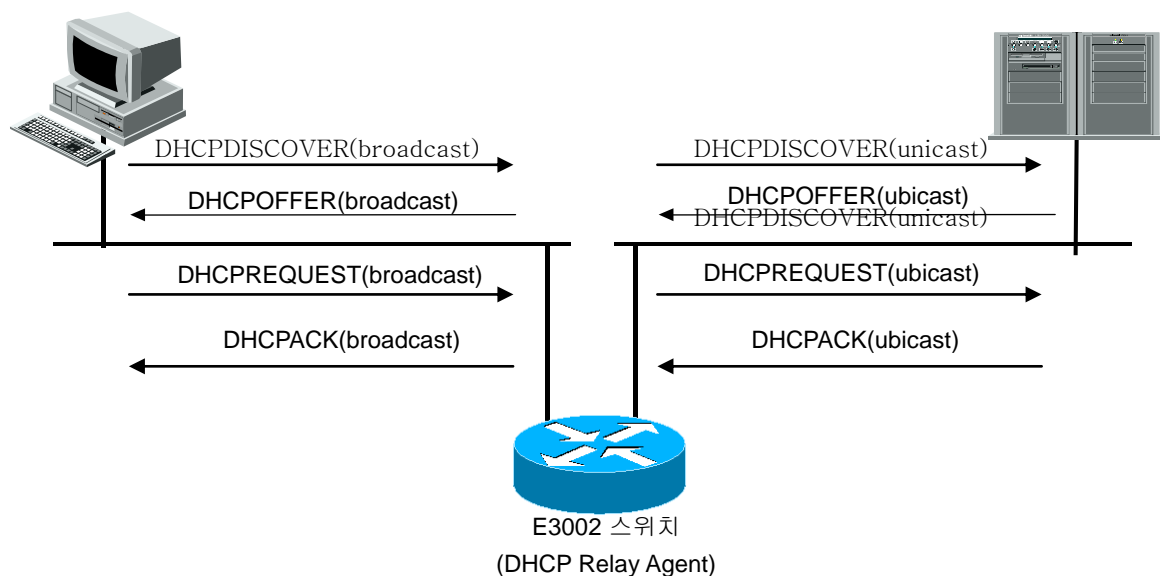 DHCPDISCOVER(broadcast)
DHCPDISCOVER(unicast)
DHCPOFFER(broadcast)
DHCPOFFER(ubicast)
DHCPDISCOVER(unicast)
DHCPREQUEST(broadcast)
DHCPREQUEST(ubicast)
DHCPACK(broadcast)
DHCPACK(ubicast)
E3002 스위치
(DHCP Relay Agent)